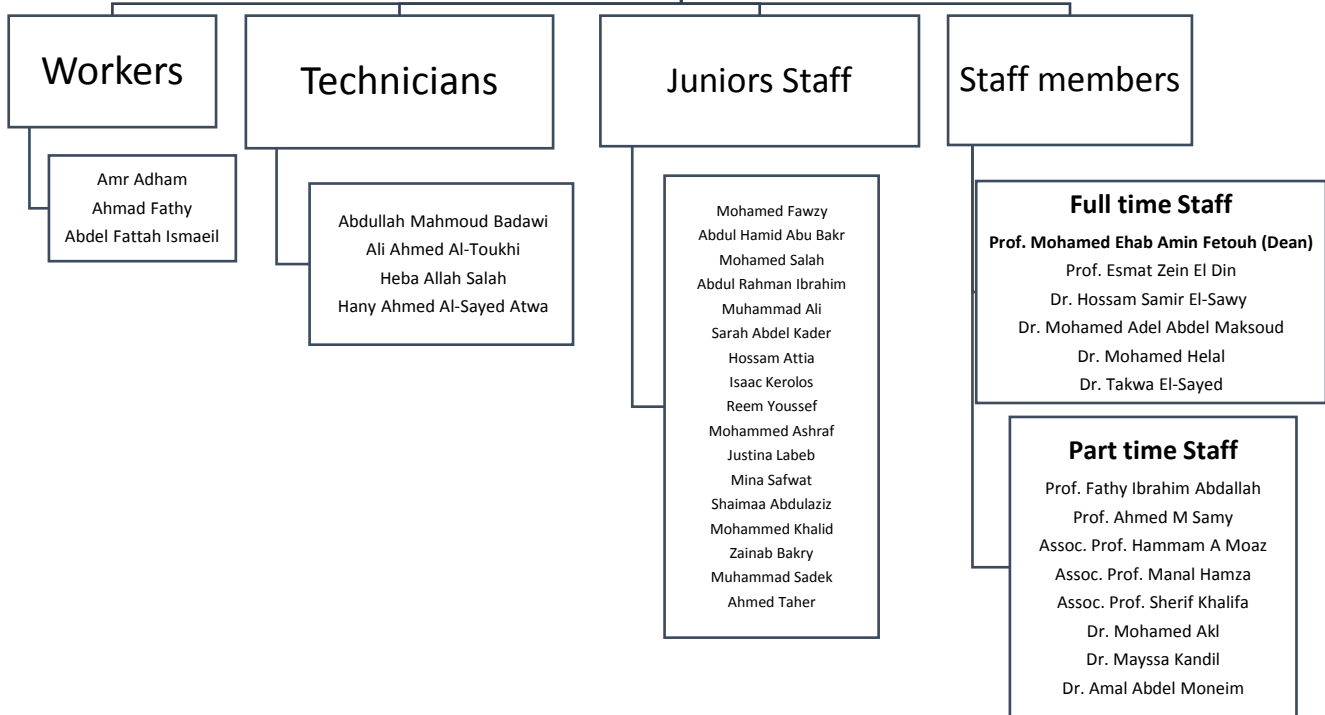 Workers
Amr Adham
Ahmad Fathy
Abdel Fattah Ismaeil
Technicians
Abdullah Mahmoud Badawi
Ali Ahmed Al-Toukhi
Heba Allah Salah
Hany Ahmed Al-Sayed Atwa
Juniors Staff
Mohamed Fawzy
Abdul Hamid Abu Bakr
Mohamed Salah
Abdul Rahman Ibrahim
Muhammad Ali
Sarah Abdel Kader
Hossam Attia
Isaac Kerolos
Reem Youssef
Mohammed Ashraf
Justina Labeb
Mina Safwat
Shaimaa Abdulaziz
Mohammed Khalid
Zainab Bakry
Muhammad Sadek
Ahmed Taher
Staff members
Full time Staff
Prof. Mohamed Ehab Amin Fetouh (Dean)
Prof. Esmat Zein El Din
Dr. Hossam Samir El-Sawy
Dr. Mohamed Adel Abdel Maksoud
Dr. Mohamed Helal
Dr. Takwa El-Sayed
Part time Staff
Prof. Fathy Ibrahim Abdallah
Prof. Ahmed M Samy
Assoc. Prof. Hammam A Moaz
Assoc. Prof. Manal Hamza
Assoc. Prof. Sherif Khalifa
Dr. Mohamed Akl
Dr. Mayssa Kandil
Dr. Amal Abdel Moneim